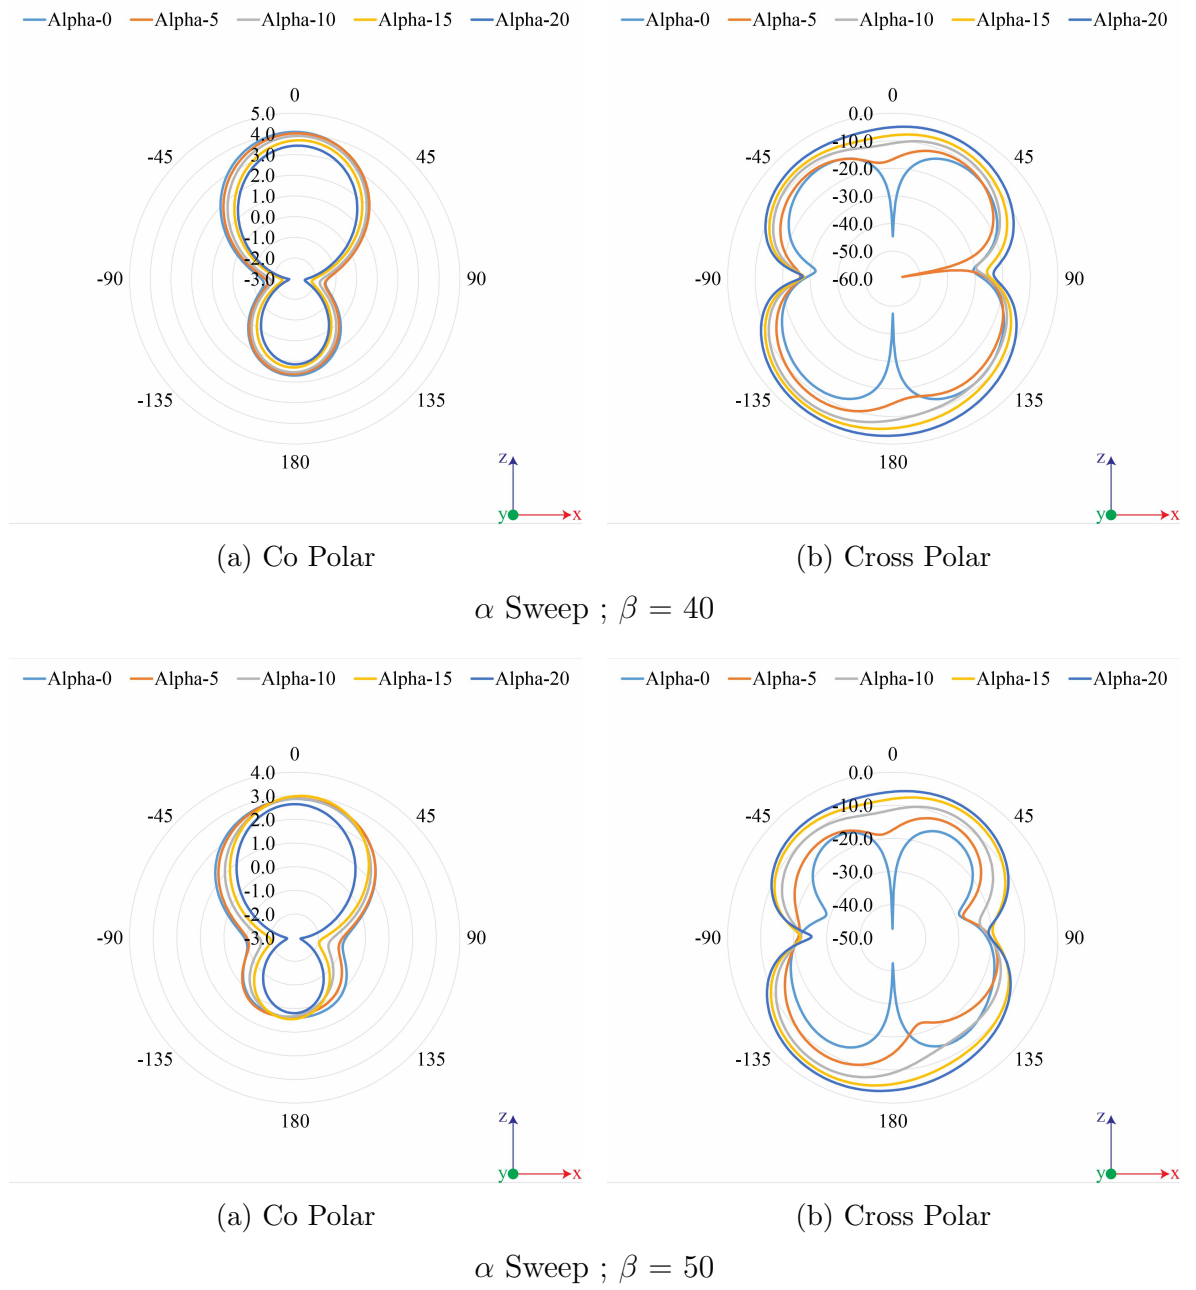 Alpha-0 Alpha-5 Alpha-10 Alpha-15 Alpha-20
0
5.0
4.0
-45 45
3.0
2.0
1.0
0.0
-1.0
-2.0
-90 -3.0 90
-135 135
180
z
y x
(a) Co Polar
Alpha-0 Alpha-5 Alpha-10 Alpha-15 Alpha-20
0
0.0
-10.0
-45 45
-20.0
-30.0
-40.0
-50.0
-90 -60.0 90
-135 135
180
z
y x
(b) Cross Polar
α Sweep ; β = 40
Alpha-0 Alpha-5 Alpha-10 Alpha-15 Alpha-20
0
4.0
3.0
-45 45
2.0
1.0
0.0
-1.0
-2.0
-90 -3.0 90
-135 135
180
z
y x
(a) Co Polar
Alpha-0 Alpha-5 Alpha-10 Alpha-15 Alpha-20
0
0.0
-10.0
-45 45
-20.0
-30.0
-40.0
-90 -50.0 90
-135 135
180
z
y x
(b) Cross Polar
α Sweep ; β = 50